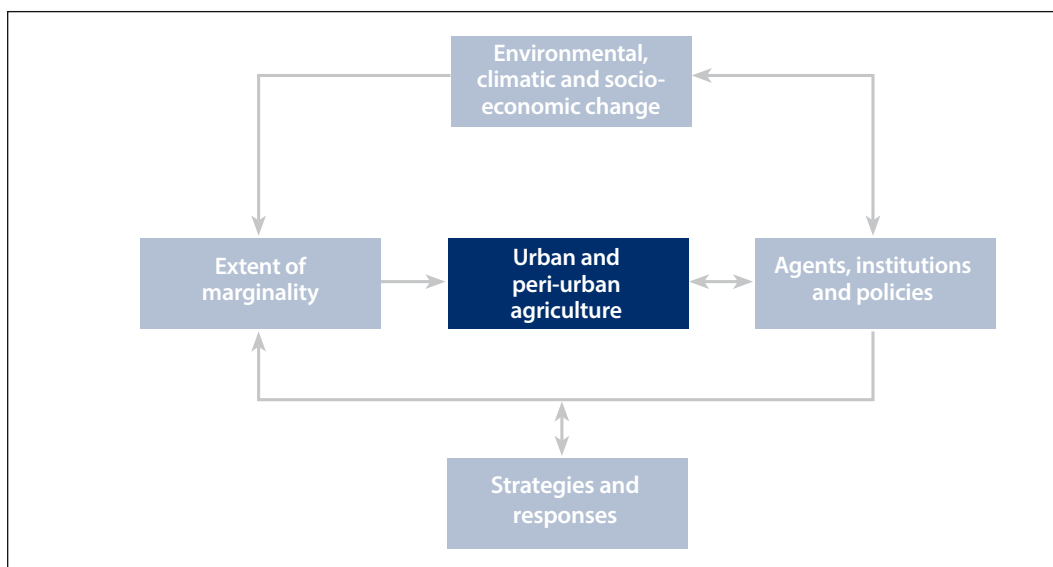 Environmental,
climatic and socio-
economic change
Extent of
marginality
Urban and
peri-urban
agriculture
Agents, institutions
and policies
Strategies and
responses